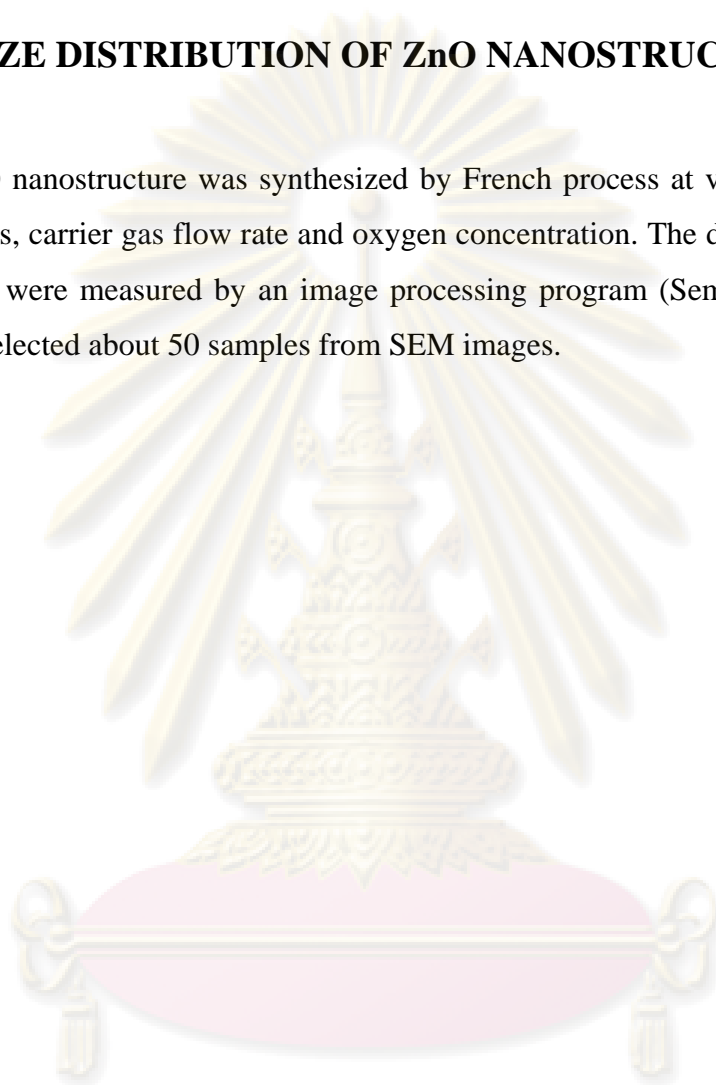 ZE DISTRIBUTION OF ZnO NANOSTRUC
nanostructure was synthesized by French process at v
s, carrier gas flow rate and oxygen concentration. The d
were measured by an image processing program (Sem
elected about 50 samples from SEM images.